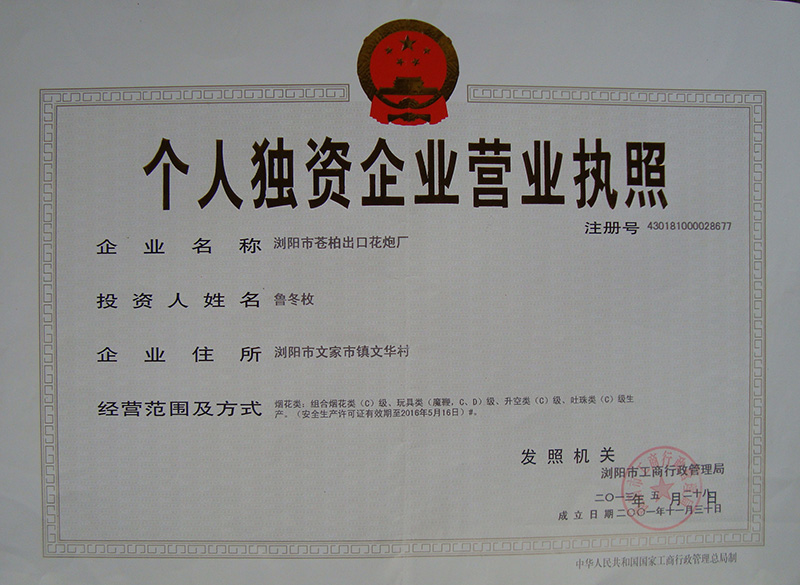 个人独资企业营业执照
注册号 430181000028677
企业名称 浏阳市苍柏出口花炮厂
投资人姓名 鲁冬枚
企业住所 浏阳市文家市镇文华村
经营范围及方式 烟花类：组合烟花类（C）级、玩具类（魔鞭，C、D）级、升空类（C）级、吐珠类（C）级生
产。（安全生产许可证有效期至2016年5月16日）#。
发照机关
浏阳市工商行政管理局
二〇一三年五月二十八日
成立日期二〇〇一年十一月三十日
中华人民共和国国家工商行政管理总局制